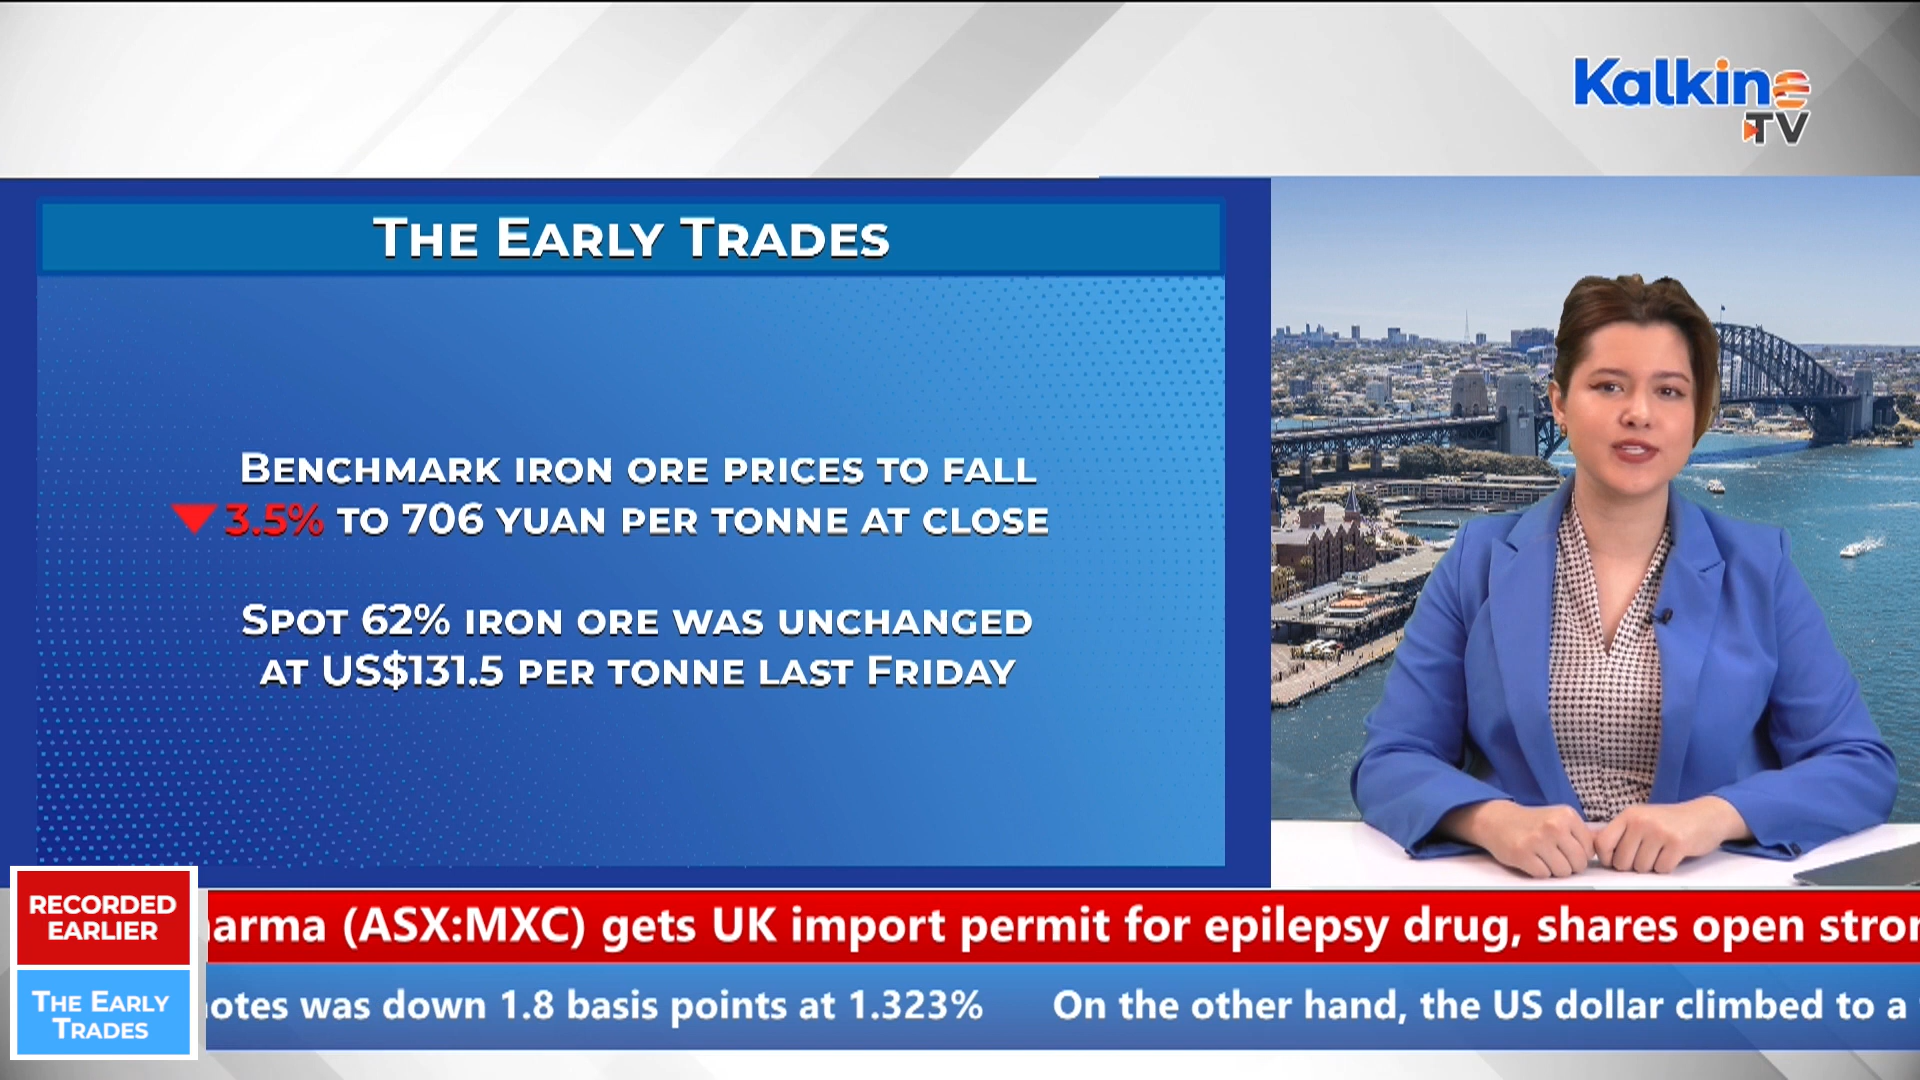 Kalkine
TV
THE EARLY TRADES
BENCHMARK IRON ORE PRICES TO FALL
3.5% TO 706 YUAN PER TONNE AT CLOSE
SPOT 62% IRON ORE WAS UNCHANGED
AT US$131.5 PER TONNE LAST FRIDAY
RECORDED
EARLIER
(ASX:MXC) gets UK import permit for epilepsy drug, shares open
THE EARLY
TRADES
was down 1.8 basis points at 1.323% On the other hand, the US dollar climbed to a